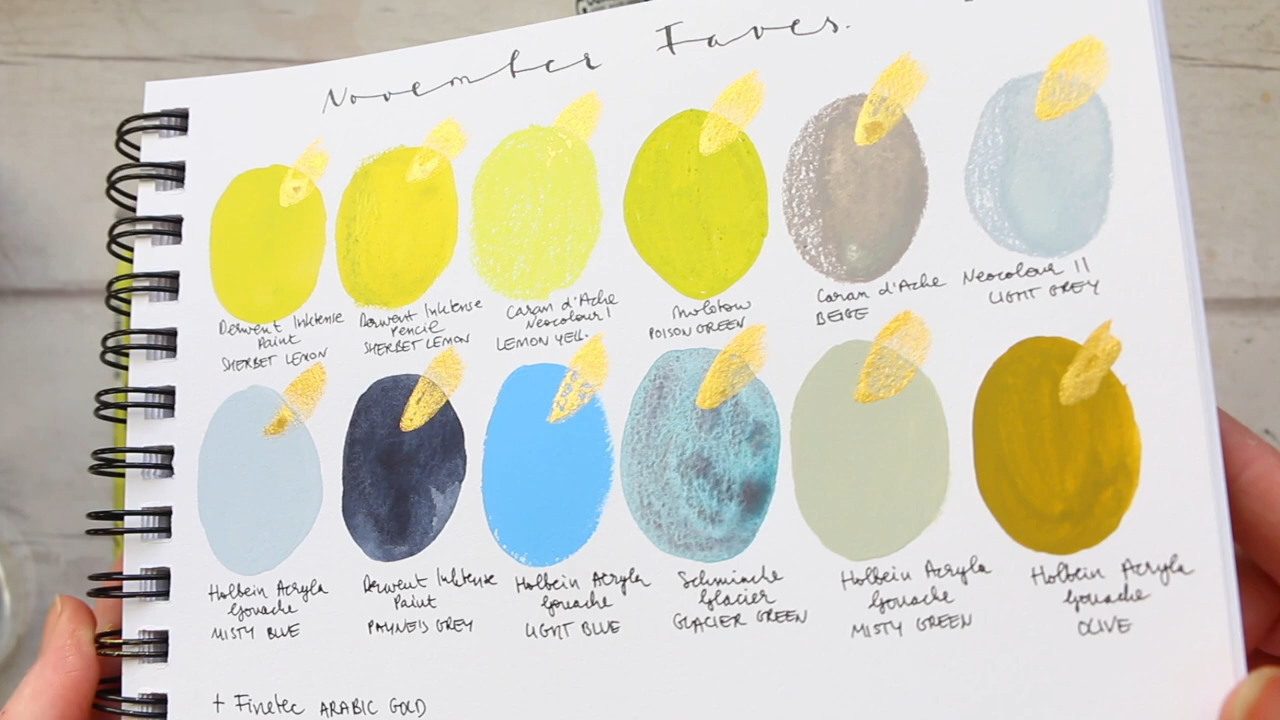 November Faves.
Derwent Inktense
Paint
SHERBET LEMON
Derwent Inktense
Pencil
SHERBET LEMON
Caran d'Ache
Neocolour I
LEMON YELL.
Molotow
POISON GREEN
Caran d'Ache
BEIGE
Neocolour II
LIGHT GREY
Holbein Acryla
Gouache
MISTY BLUE
Derwent Inktense
Paint
PAYNE'S GREY
Holbein Acryla
Gouache
LIGHT BLUE
Schmincke
Glacier
GLACIER GREEN
Holbein Acryla
Gouache
MISTY GREEN
Holbein Acryla
Gouache
OLIVE
+ Finetec ARABIC GOLD